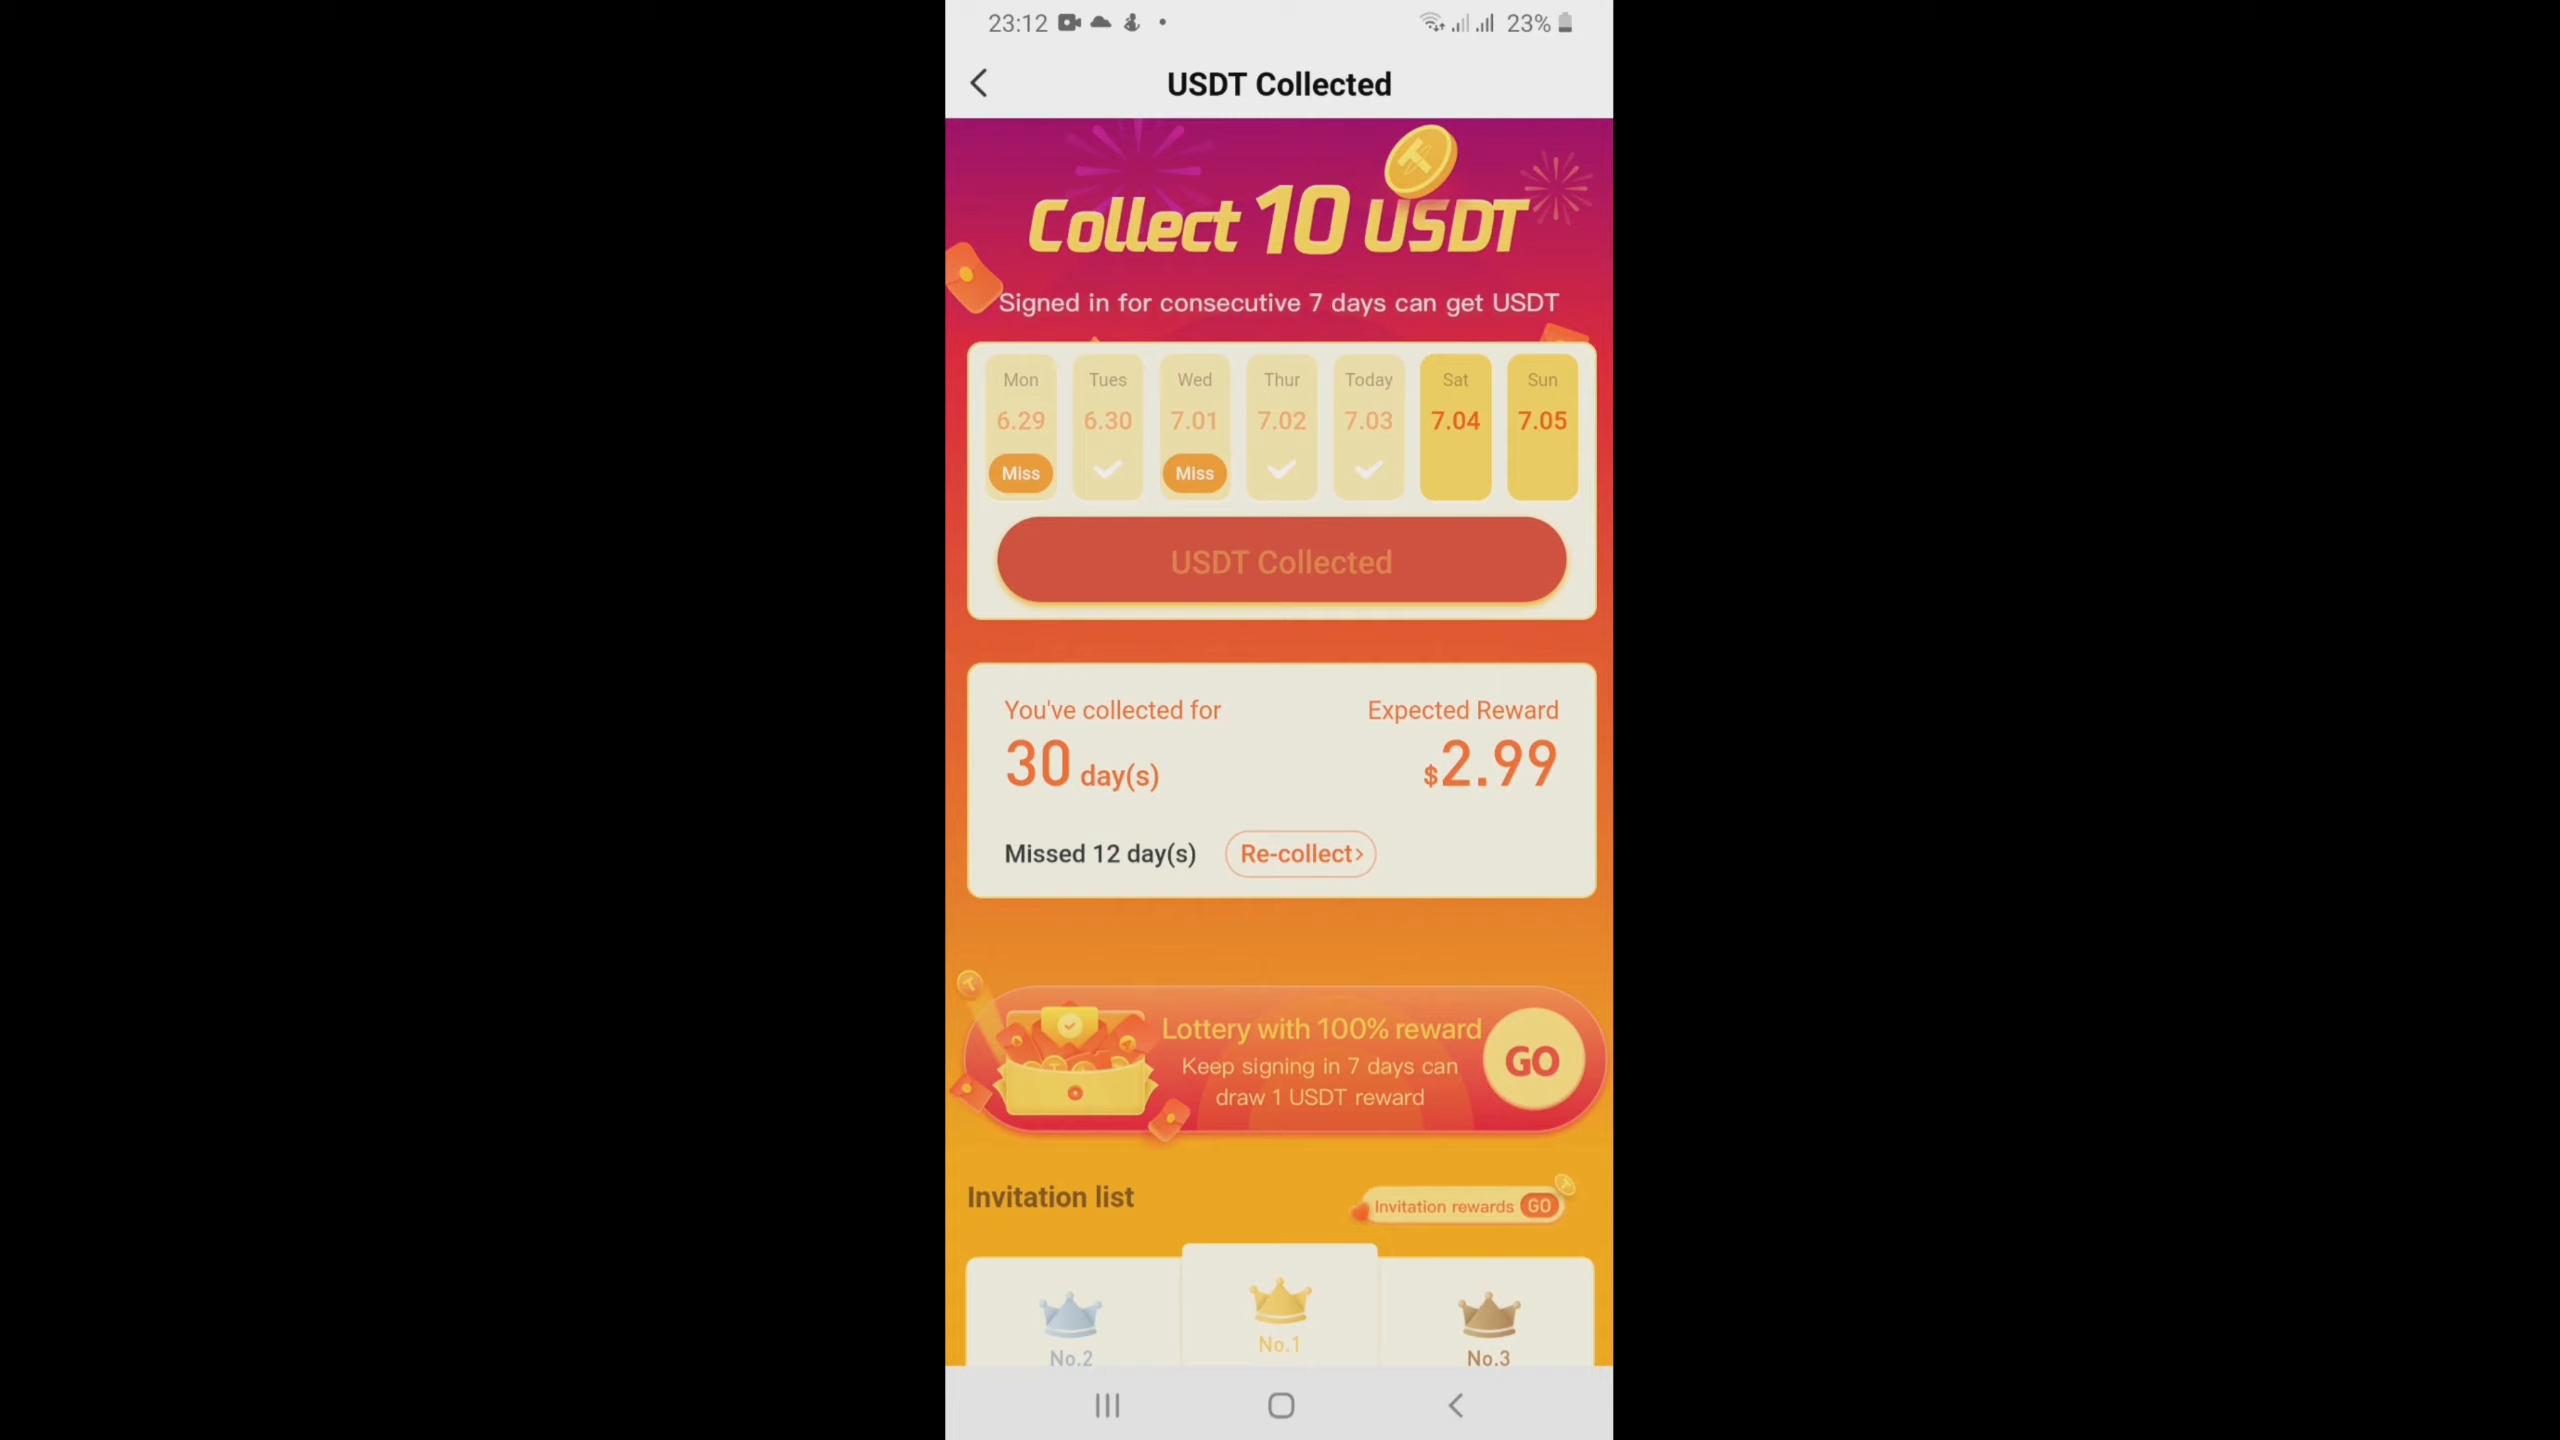 23:12
23%
USDT Collected
Collect 10 USDT
Signed in for consecutive 7 days can get USDT
Mon Tues Wed Thur Today Sat Sun
6.29 6.30 7.01 7.02 7.03 7.04 7.05
Miss Miss
USDT Collected
You've collected for Expected Reward
30 day(s) $2.99
Missed 12 day(s) Re-collect>
Lottery with 100% reward
Keep signing in 7 days can
draw 1 USDT reward
GO
Invitation list
Invitation rewards GO
No.2 No.1 No.3